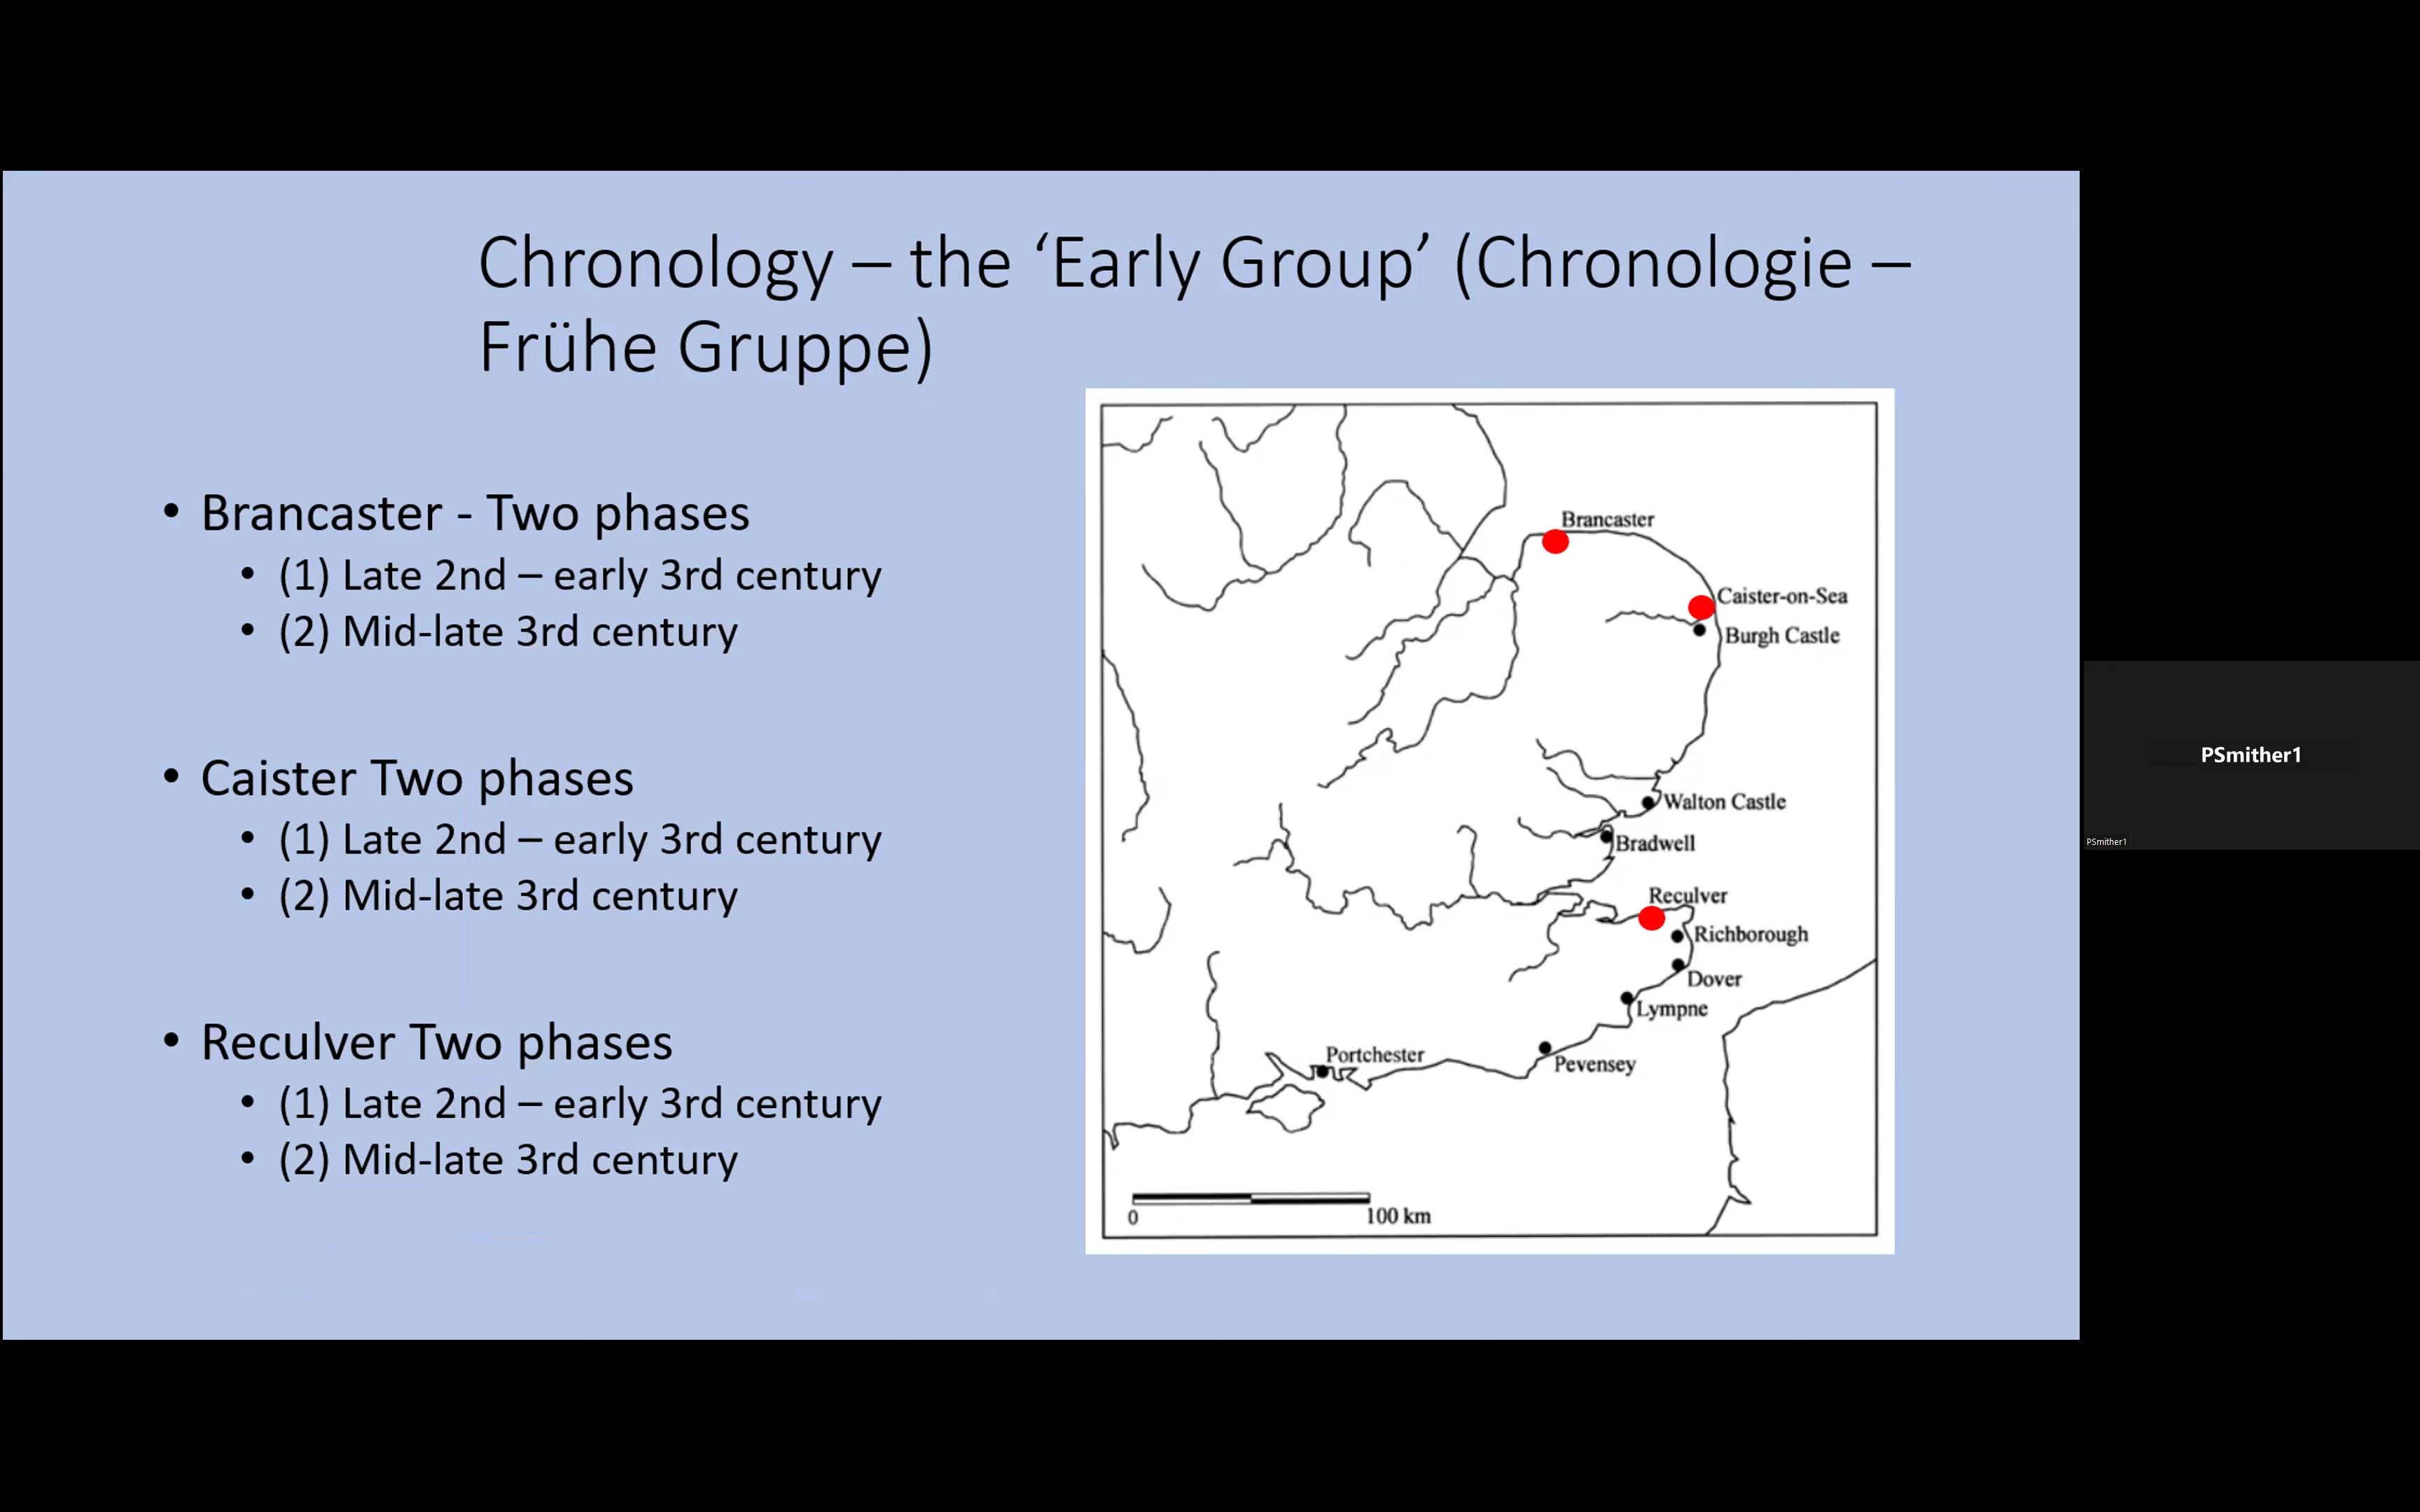 Chronology – the ‘Early Group’ (Chronologie –
Frühe Gruppe)
• Brancaster - Two phases
• (1) Late 2nd – early 3rd century
• (2) Mid-late 3rd century
• Caister Two phases
• (1) Late 2nd – early 3rd century
• (2) Mid-late 3rd century
• Reculver Two phases
• (1) Late 2nd – early 3rd century
• (2) Mid-late 3rd century
Brancaster
Caister-on-Sea
Burgh Castle
Walton Castle
Bradwell
Reculver
Richborough
Dover
Lympne
Portchester
Pevensey
0
100 km
PSmither1
PSmither1